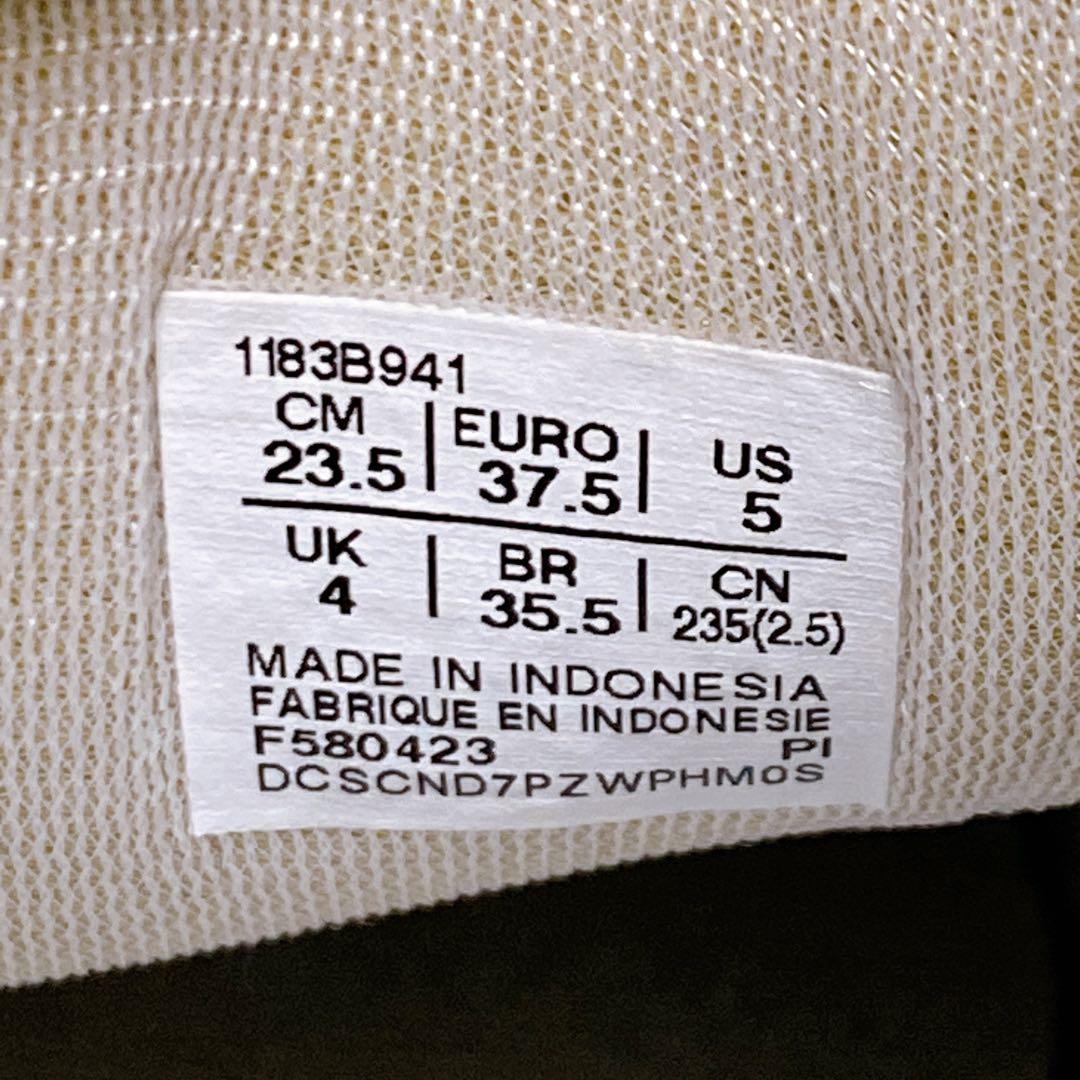 1183B941
CM | EURO | US
23.5 | 37.5 | 5
UK | BR | CN
4 | 35.5 | 235(2.5)
MADE IN INDONESIA
FABRIQUE EN INDONESIE
F580423 PI
DCSCND7PZWPHM0S